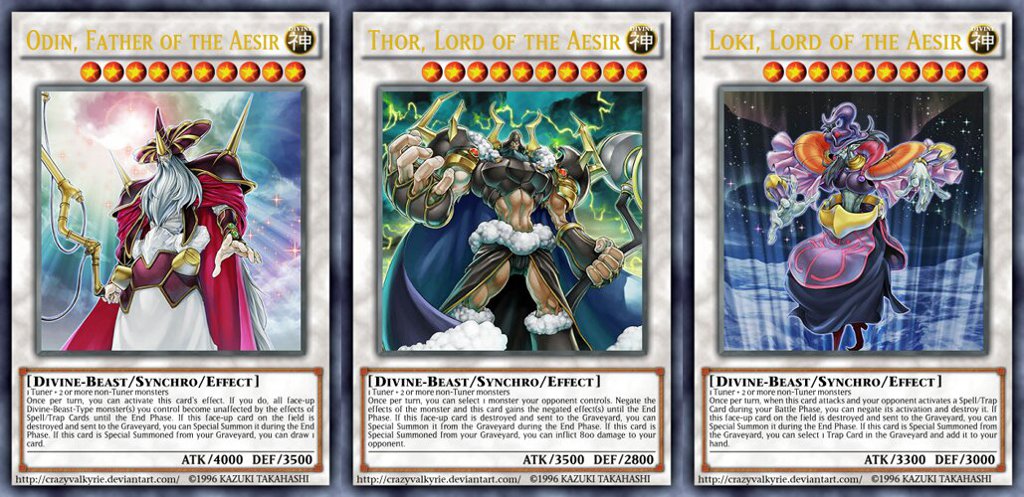 ODIN, FATHER OF THE AESIR
DIVINE
神
[DIVINE-BEAST/SYNCHRO/EFFECT]
1 Tuner + 2 or more non-Tuner monsters
Once per turn, you can activate this card's effect. If you do, all face-up
Divine-Beast-Type monster(s) you control become unaffected by the effects of
Spell/Trap Cards until the End Phase. If this face-up card on the field is
destroyed and sent to the Graveyard, you can Special Summon it during the End
Phase. If this card is Special Summoned from your Graveyard, you can draw 1
card.
ATK/4000 DEF/3500
http://crazyvalkyrie.deviantart.com/ ©1996 KAZUKI TAKAHASHI
THOR, LORD OF THE AESIR
DIVINE
神
[DIVINE-BEAST/SYNCHRO/EFFECT]
1 Tuner + 2 or more non-Tuner monsters
Once per turn, you can select 1 monster your opponent controls. Negate the
effects of the monster and this card gains the negated effect(s) until the End
Phase. If this face-up card is destroyed and sent to the Graveyard, you can
Special Summon it from the Graveyard during the End Phase. If this card is
Special Summoned from your Graveyard, you can inflict 800 damage to your
opponent.
ATK/3500 DEF/2800
http://crazyvalkyrie.deviantart.com/ ©1996 KAZUKI TAKAHASHI
LOKI, LORD OF THE AESIR
DIVINE
神
[DIVINE-BEAST/SYNCHRO/EFFECT]
1 Tuner + 2 or more non-Tuner monsters
Once per turn, when this card attacks and your opponent activates a Spell/Trap
Card during your Battle Phase, you can negate its activation and destroy it. If
this face-up card on the field is destroyed and sent to the Graveyard, you can
Special Summon it during the End Phase. If this card is Special Summoned from
the Graveyard, you can select 1 Trap Card in the Graveyard and add it to your
hand.
ATK/3300 DEF/3000
http://crazyvalkyrie.deviantart.com/ ©1996 KAZUKI TAKAHASHI